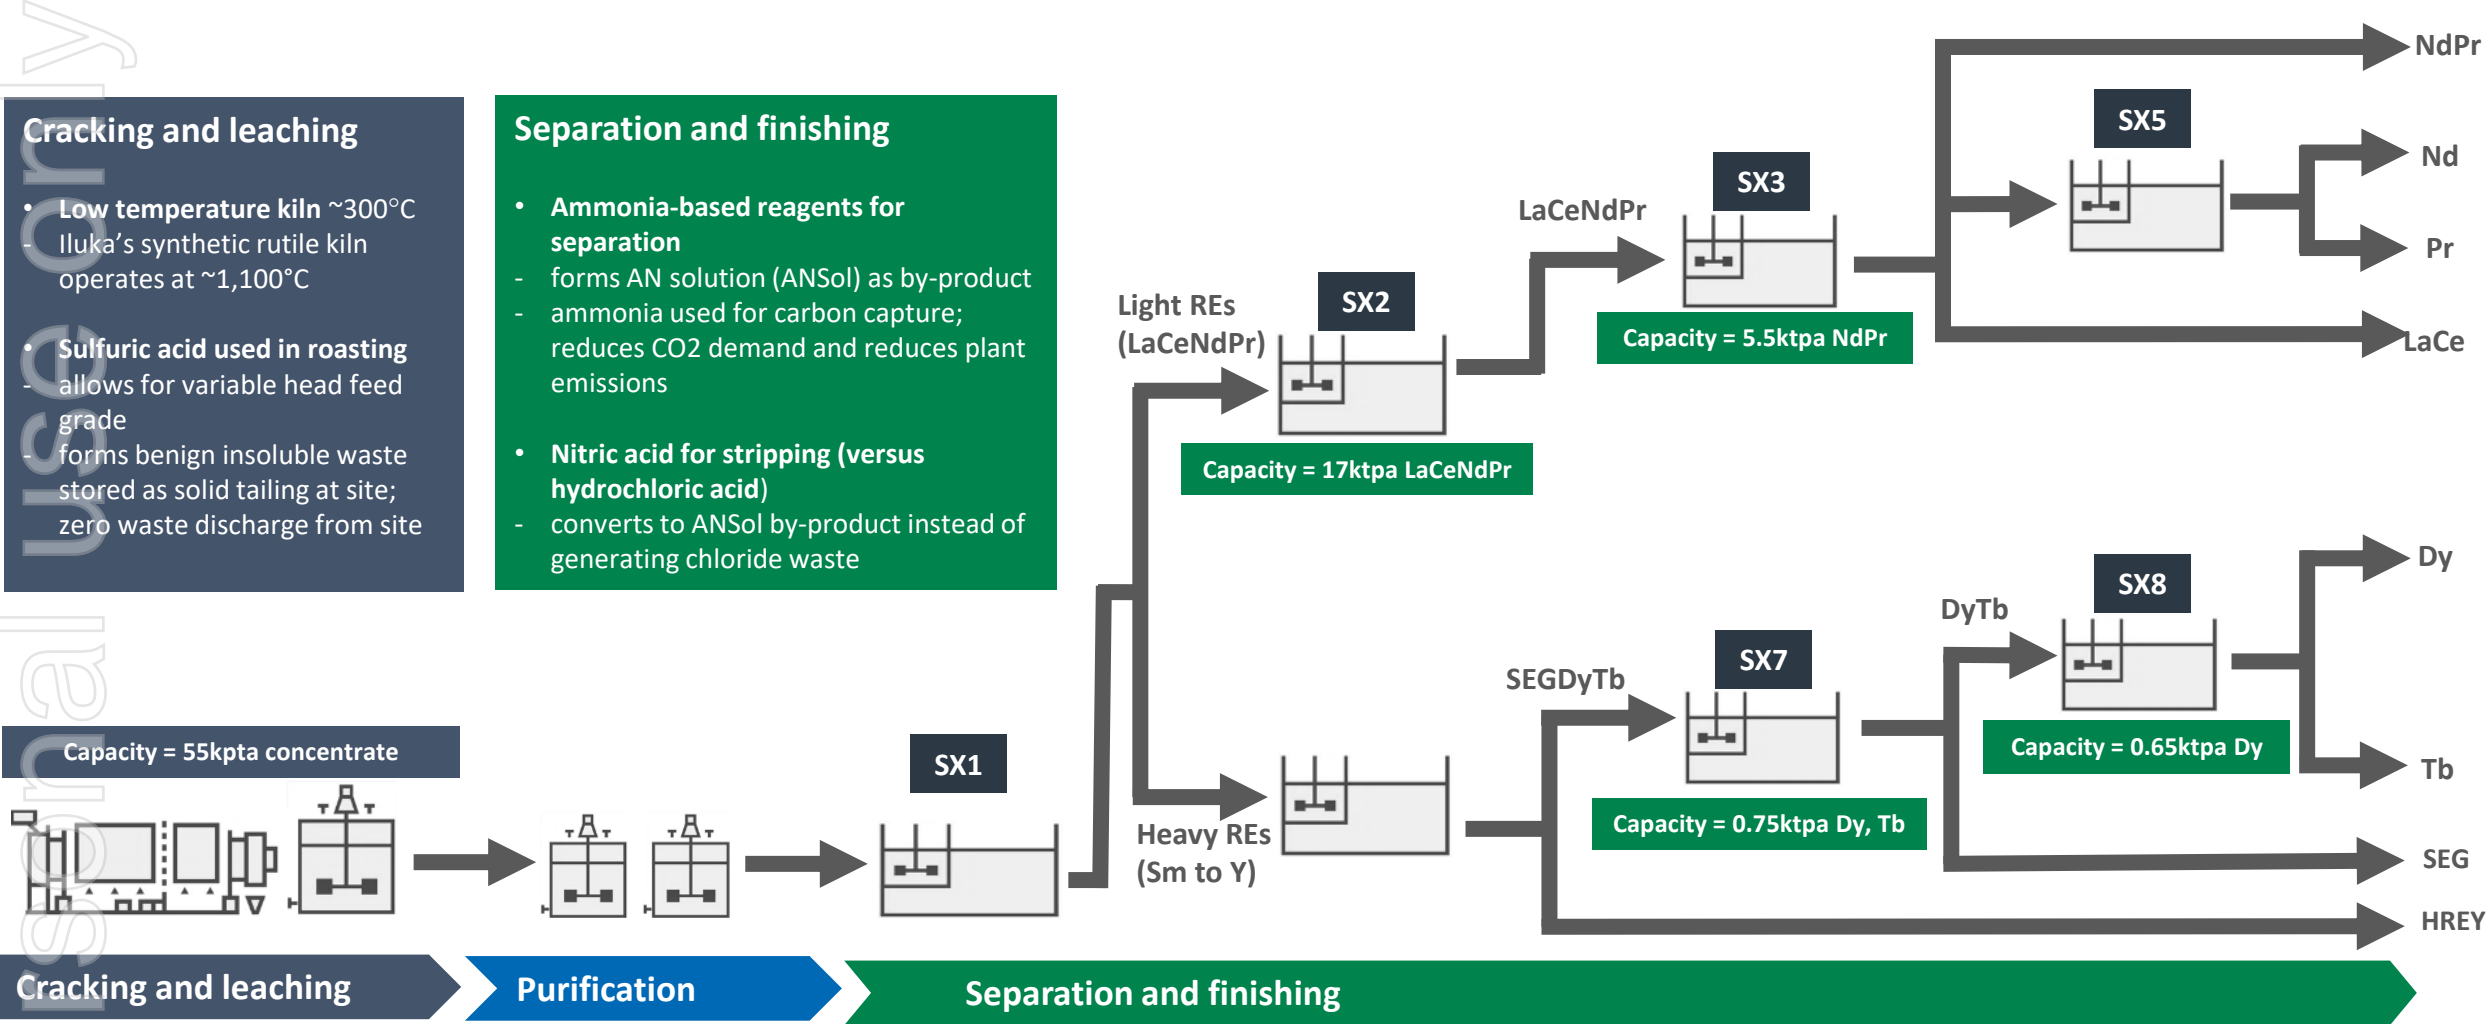 Cracking and leaching
• Low temperature kiln ~300°C
- Iluka's synthetic rutile kiln
operates at ~1,100°C
• Sulfuric acid used in roasting
- allows for variable head feed
grade
- forms benign insoluble waste
stored as solid tailing at site;
zero waste discharge from site
Separation and finishing
• Ammonia-based reagents for
separation
- forms AN solution (ANSol) as by-product
- ammonia used for carbon capture;
reduces CO2 demand and reduces plant
emissions
• Nitric acid for stripping (versus
hydrochloric acid)
- converts to ANSol by-product instead of
generating chloride waste
Capacity = 55kpta concentrate
SX1
Light REs
(LaCeNdPr)
SX2
Capacity = 17ktpa LaCeNdPr
LaCeNdPr
SX3
Capacity = 5.5ktpa NdPr
SX5
NdPr
Nd
Pr
LaCe
Heavy REs
(Sm to Y)
SEGDyTb
SX7
Capacity = 0.75ktpa Dy, Tb
DyTb
SX8
Capacity = 0.65ktpa Dy
Dy
Tb
SEG
HREY
Cracking and leaching
Purification
Separation and finishing
rsonal use only